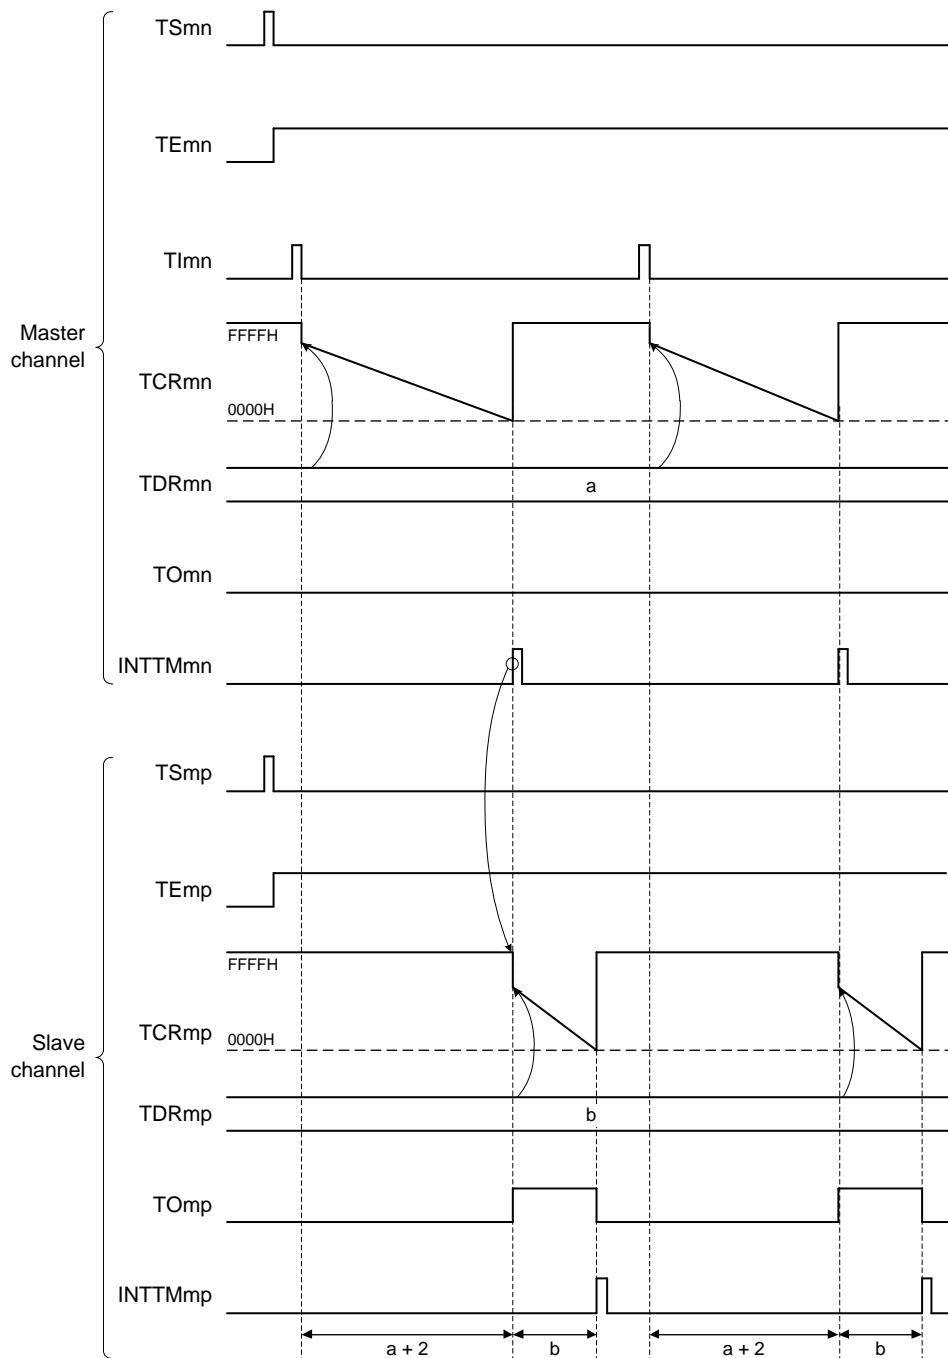 TSmn
TEmn
TImn
Master
channel
FFFFH
TCRmn
0000H
TDRmn
a
TOmn
INTTMmn
TSmp
TEmp
FFFFH
TCRmp
0000H
Slave
channel
TDRmp
b
TOmp
INTTMmp
a + 2
b
a + 2
b